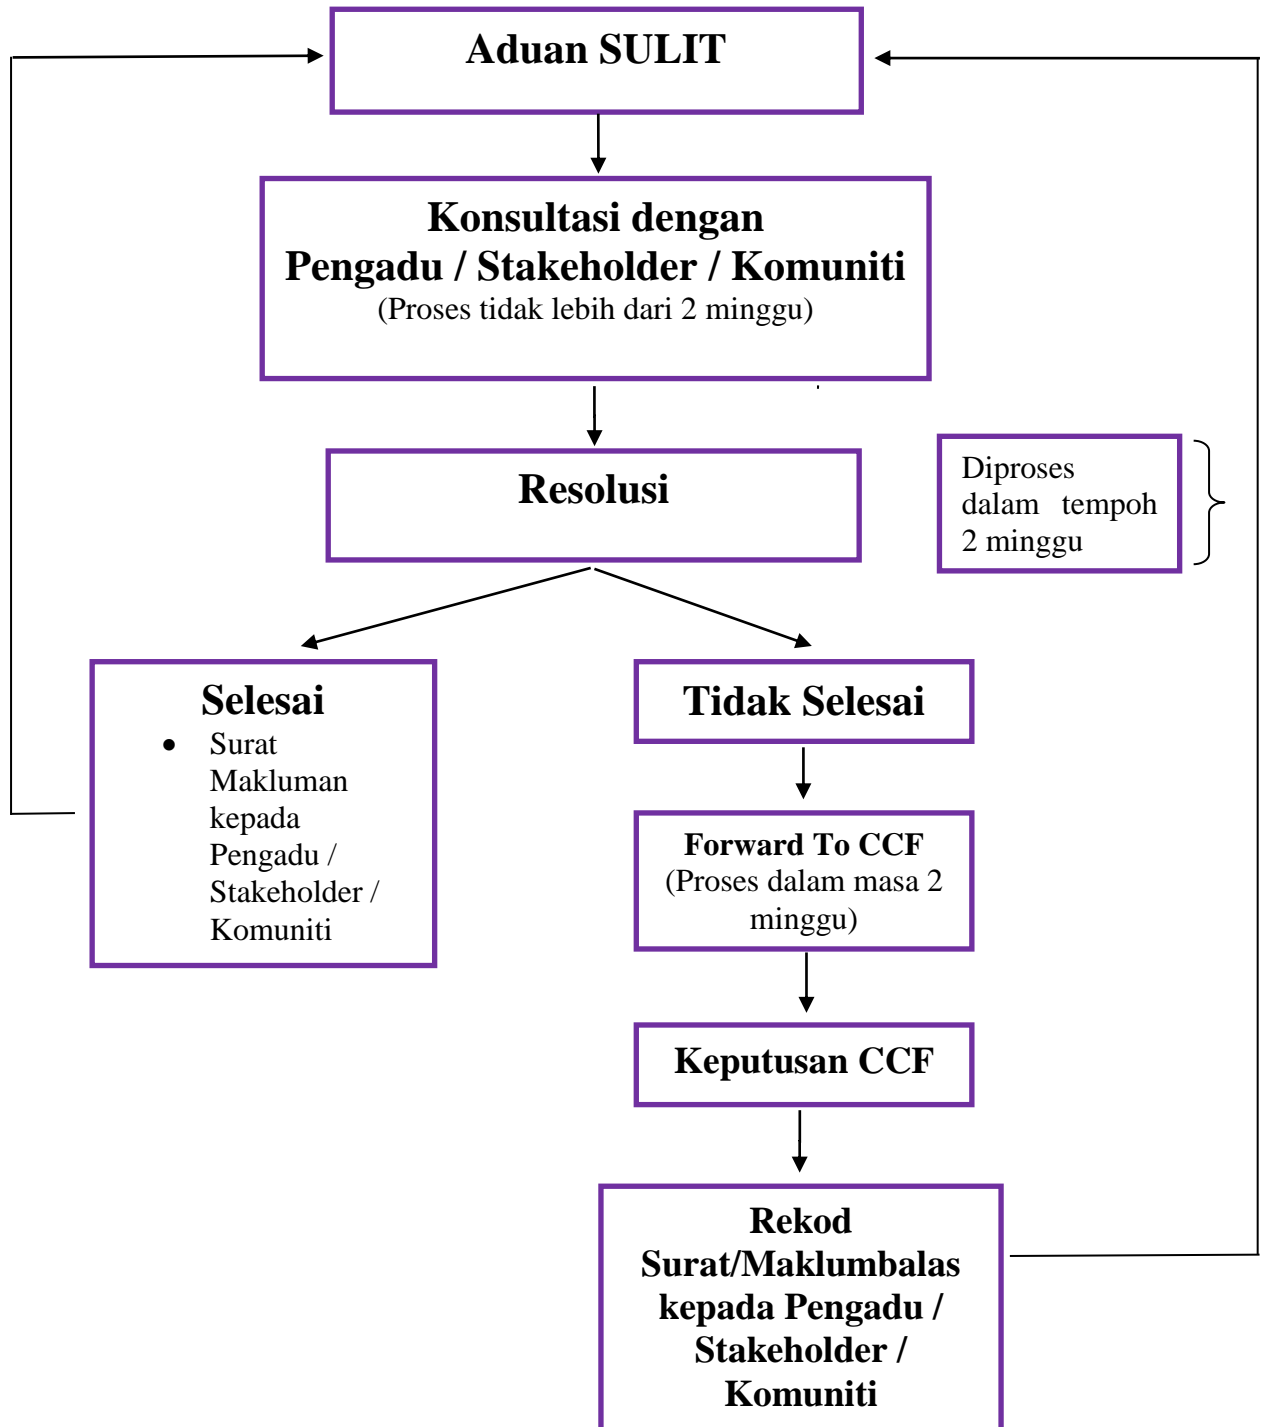 Aduan SULIT
Konsultasi dengan
Pengadu / Stakeholder / Komuniti
(Proses tidak lebih dari 2 minggu)
Resolusi
Diproses
dalam tempoh
2 minggu
Selesai
• Surat
Makluman
kepada
Pengadu /
Stakeholder /
Komuniti
Tidak Selesai
Forward To CCF
(Proses dalam masa 2
minggu)
Keputusan CCF
Rekod
Surat/Maklumbalas
kepada Pengadu /
Stakeholder /
Komuniti